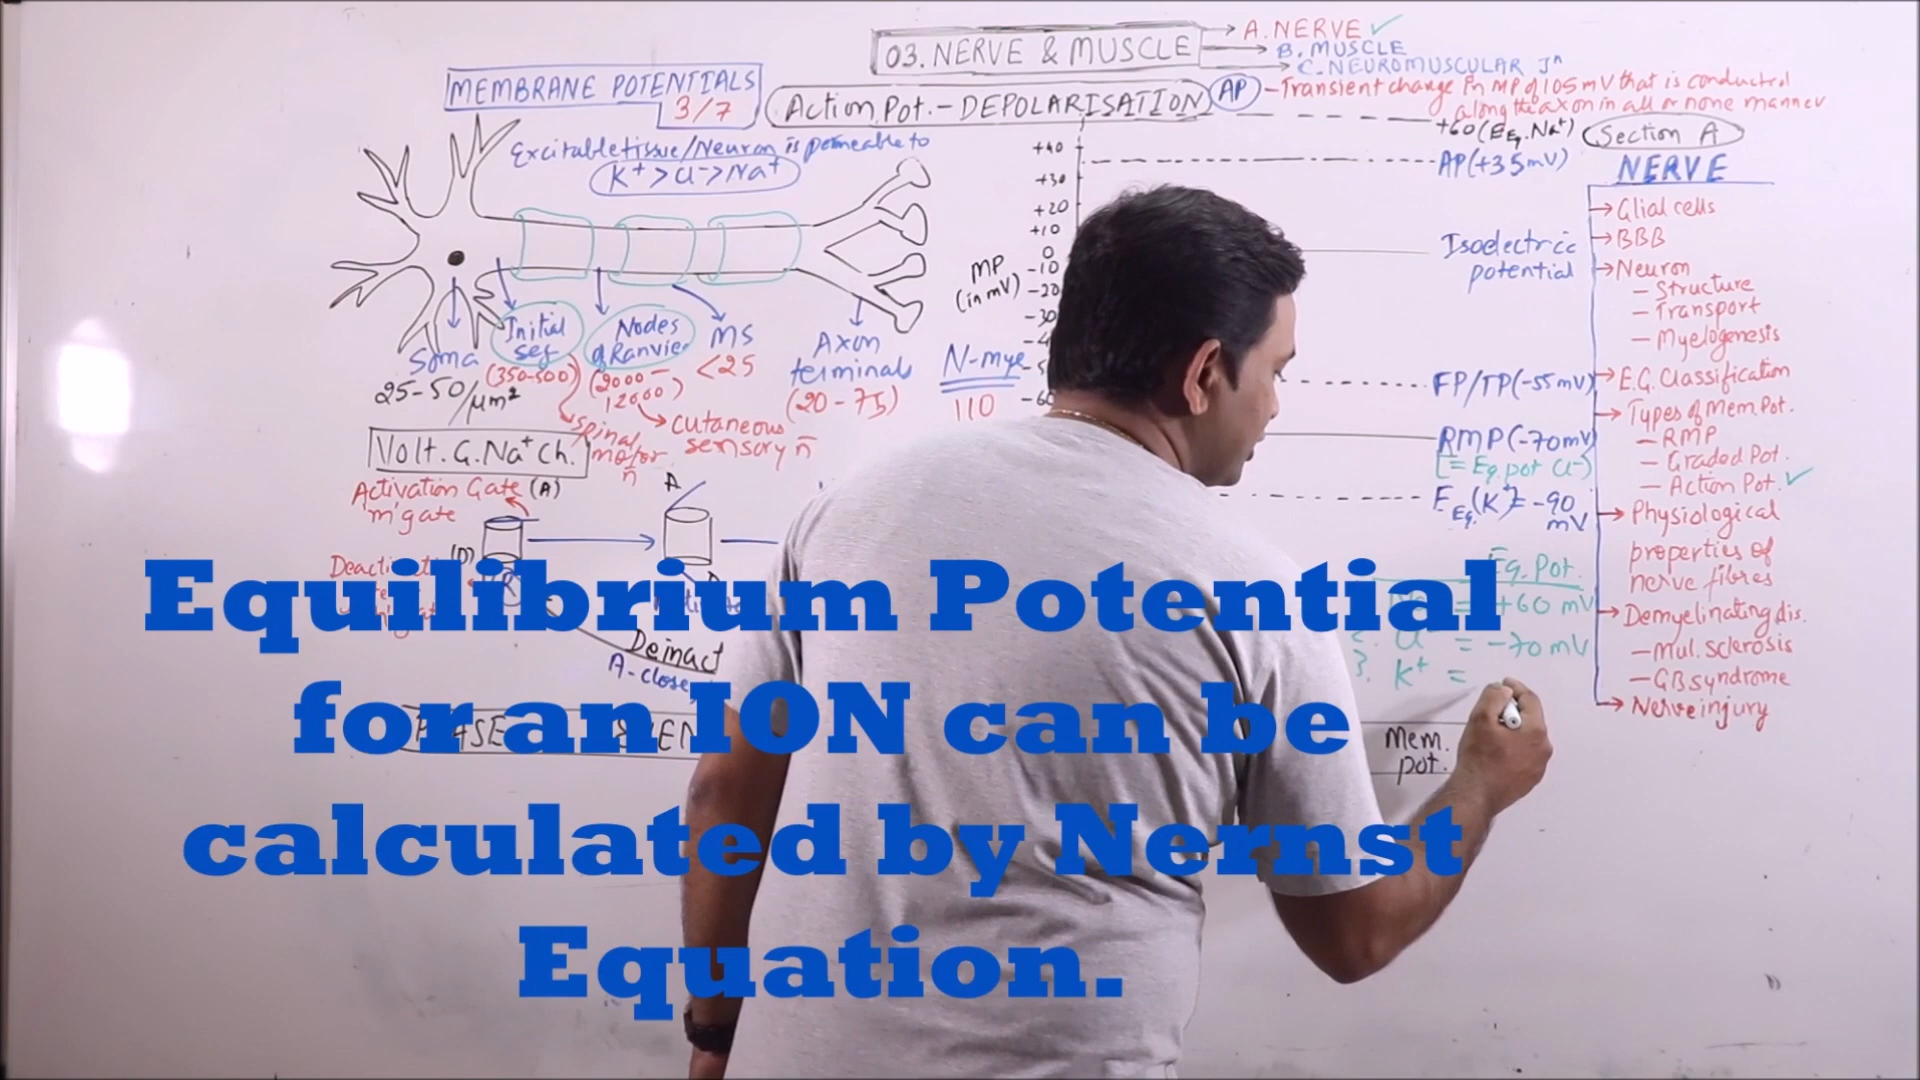 03. NERVE & MUSCLE
A. NERVE ✓
B. MUSCLE
C. NEUROMUSCULAR Jⁿ
MEMBRANE POTENTIALS
3/7
Action Pot. – DEPOLARISATION
AP – Transient change in MP of 105 mV that is conducted
along the axon in all or none manner
Excitable tissue/Neuron is permeable to
K⁺ > Cl⁻ > Na⁺
Soma
25-50/μm²
Initial
seg
(350-500)
spinal
motor
n̄
Nodes
of Ranvier
(2000 –
12000)
cutaneous
sensory n̄
MS
<25
Axon
terminals
(20 – 75)
N-mye
110
MP
(in mV)
+40
+30
+20
+10
0
-10
-20
-30
+60 (E Eq. Na⁺)
AP (+35 mV)
Isoelectric
potential
FP/TP (-55 mV)
RMP (-70 mV)
[= Eq. pot Cl⁻)
E Eq. (K⁺) = -90
mV
Eq. Pot.
= +60 mV
Cl⁻ = -70 mV
3. K⁺ =
Mem.
pot.
Section A
NERVE
→ Glial cells
→ BBB
→ Neuron
– Structure
– Transport
– Myelogenesis
→ E.G. Classification
→ Types of Mem Pot.
– RMP
– Graded Pot.
– Action Pot. ✓
→ Physiological
properties of
nerve fibres
→ Demyelinating dis.
– Mul. sclerosis
– GB syndrome
→ Nerve injury
Volt. G. Na⁺ Ch.
Activation Gate (A)
'm' gate
A
(D)
(R)
Deinact
A-close
Equilibrium Potential
for an ION can be
calculated by Nernst
Equation.